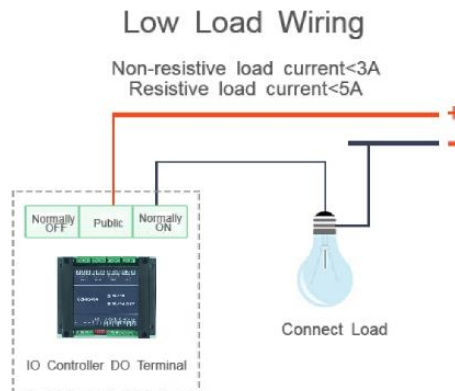 Low Load Wiring
Non-resistive load current<3A
Resistive load current<5A
+
-
Normally OFF
Public
Normally ON
Connect Load
IO Controller DO Terminal